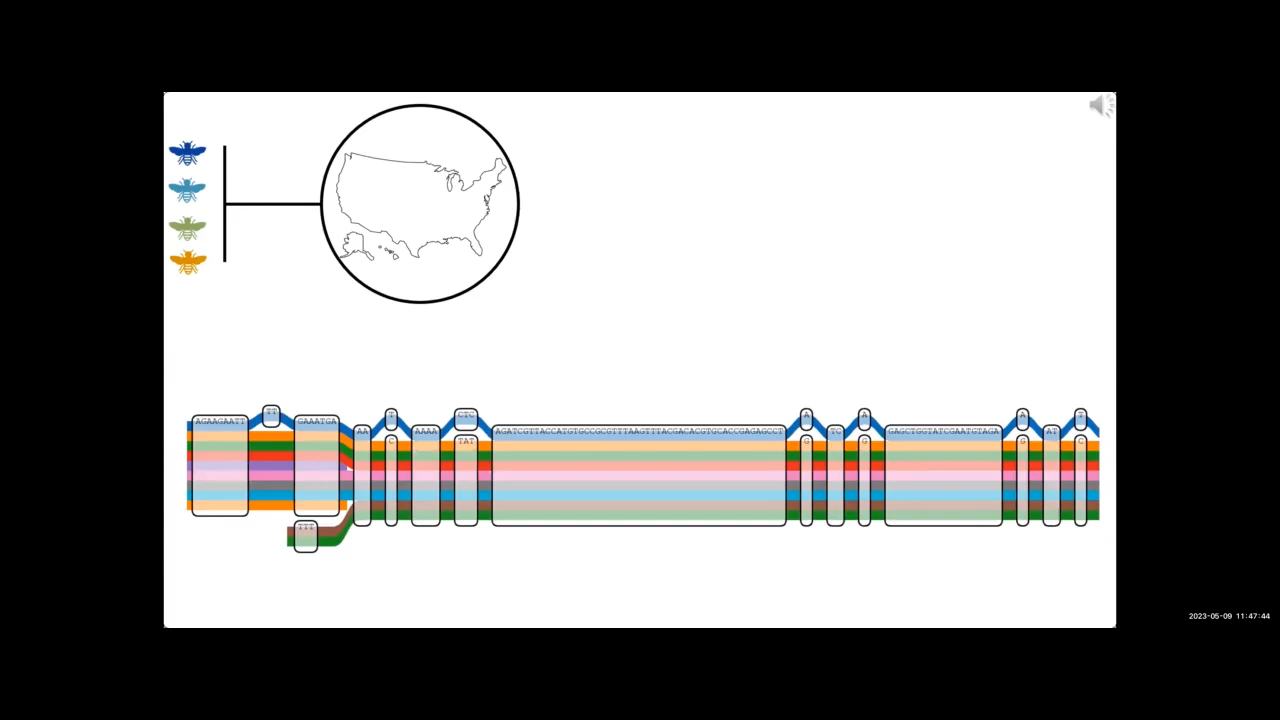 AGAAGAATT
TT
GAAATGA
TTT
AA
T
C
AAAA
CTC
TAT
AGATCGTTACCATGTGCCGCGTTTAAGTTTACGACACGTGCACCGAGAGCCT
A
G
TC
A
G
GAGCTGGTATCGAATGTAGA
A
G
AT
T
C
2023-05-09 11:47:44